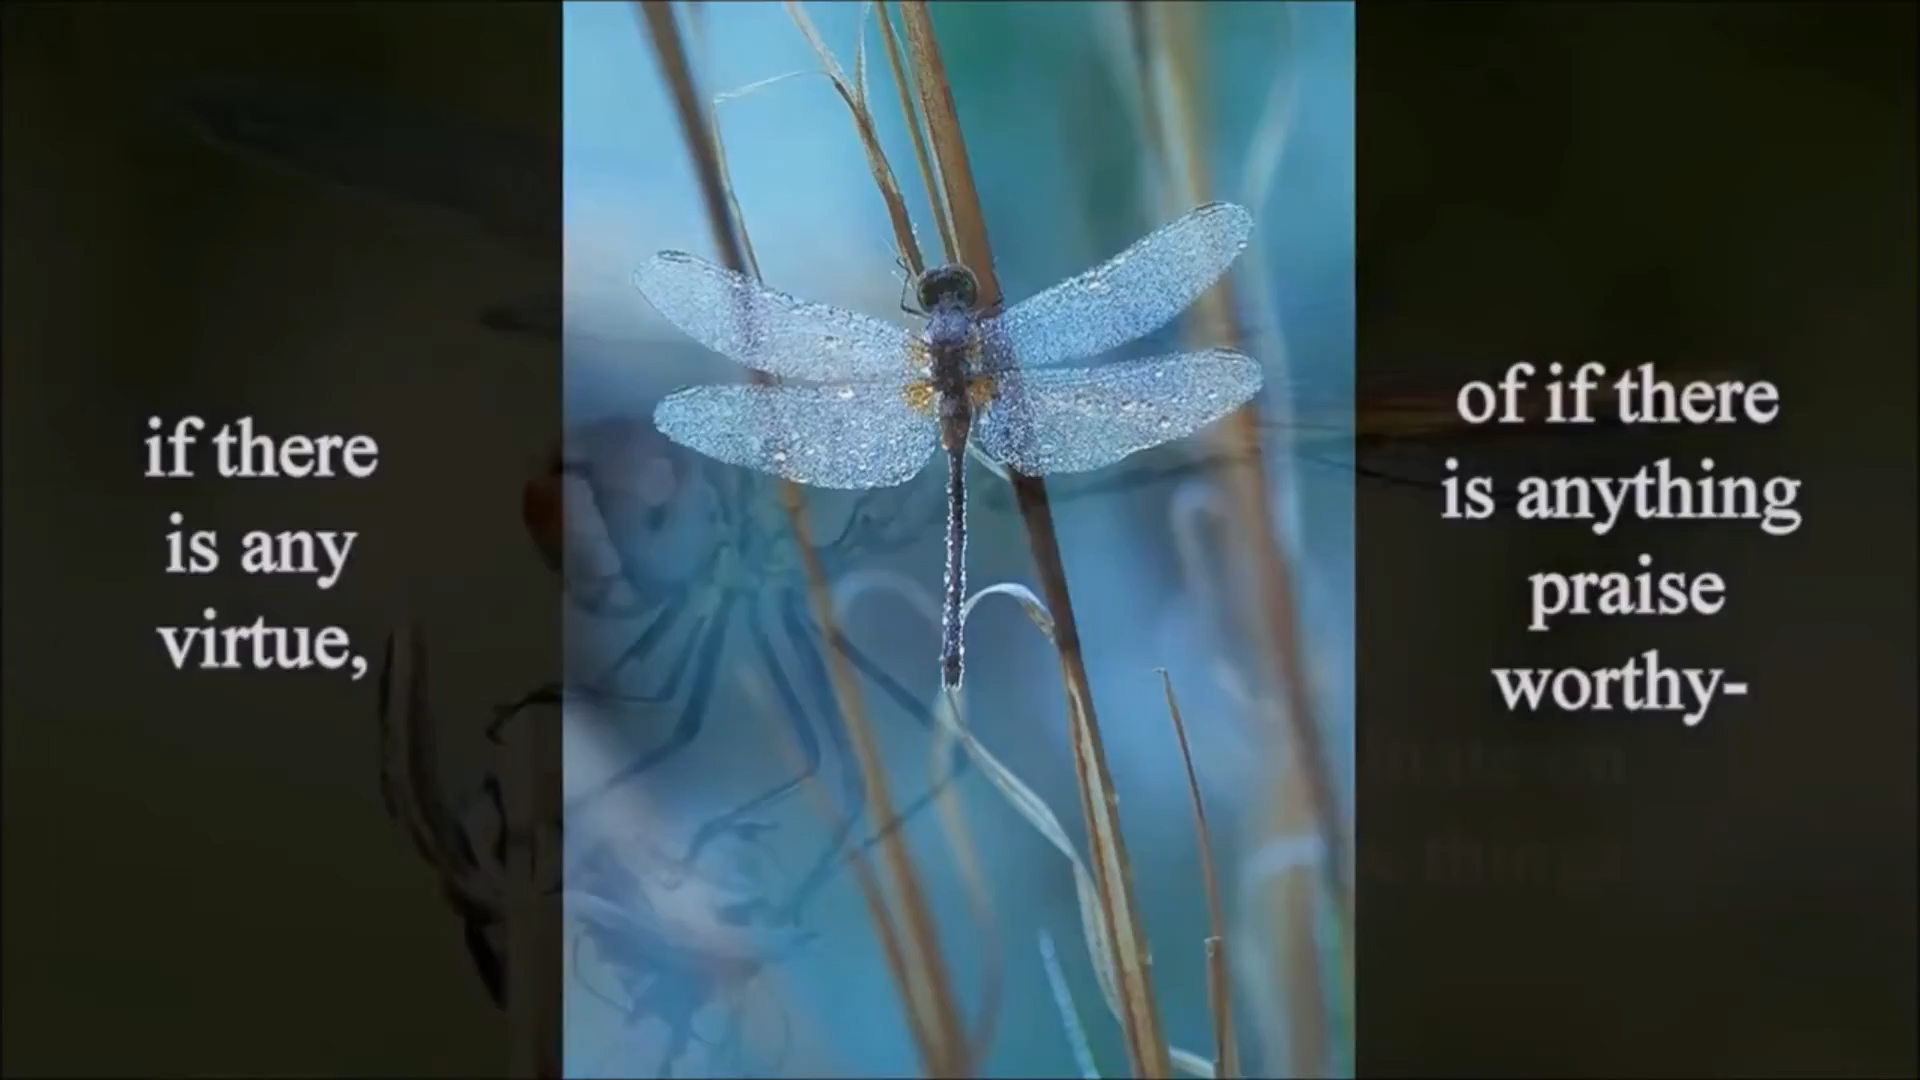 if there
is any
virtue,
of if there
is anything
praise
worthy-